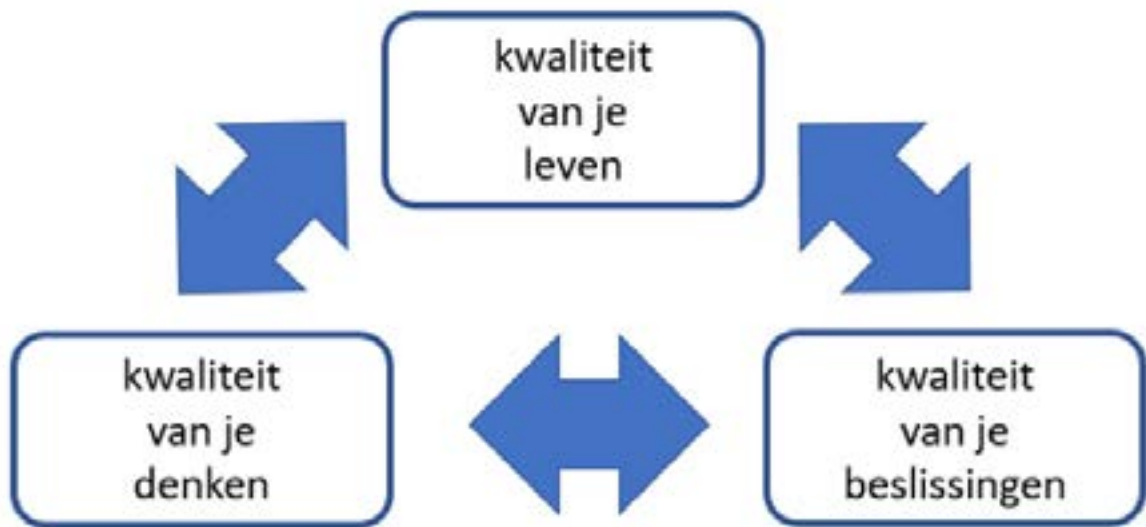 kwaliteit
van je
leven
kwaliteit
van je
denken
kwaliteit
van je
beslissingen